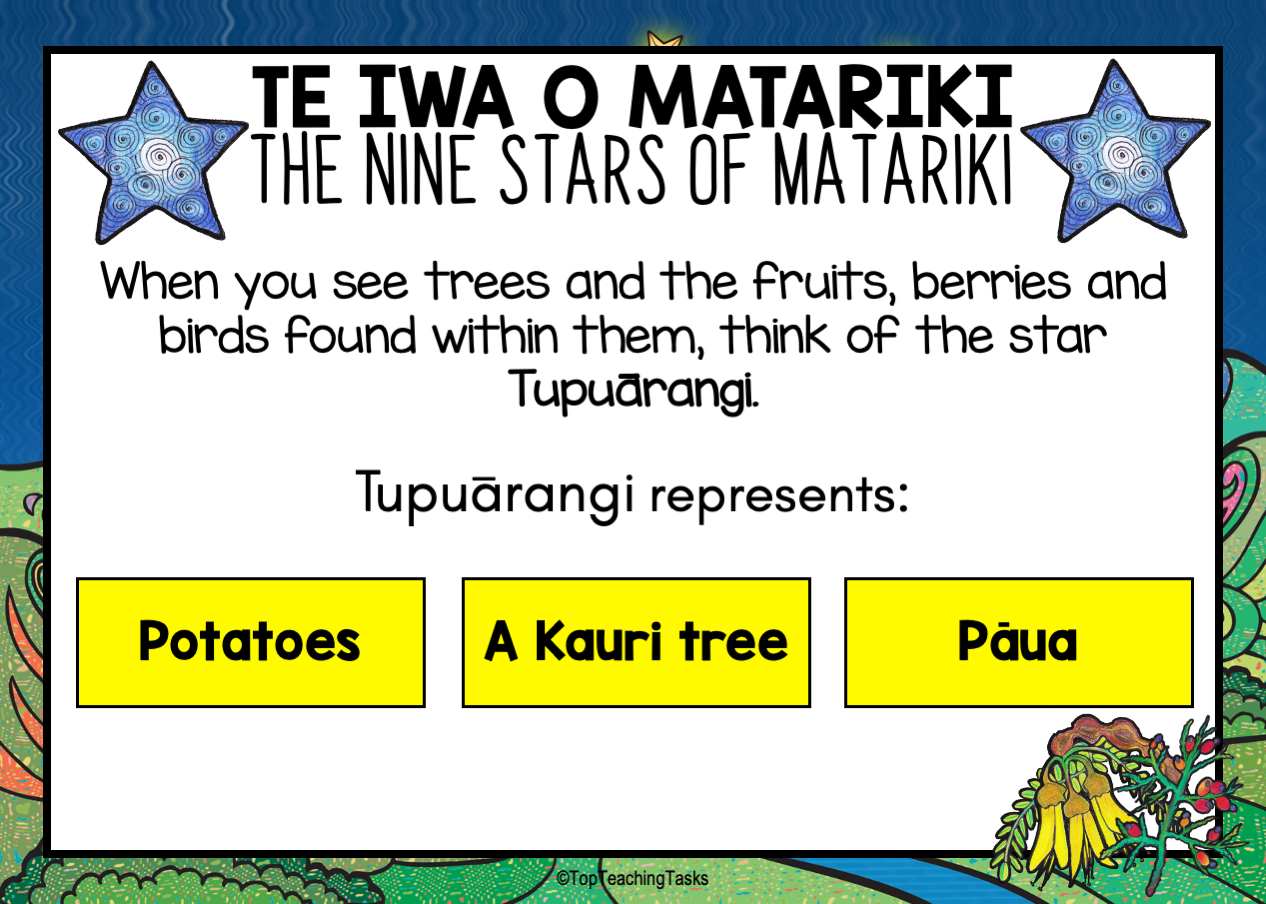 TE IWA O MATARIKI
THE NINE STARS OF MATARIKI
When you see trees and the fruits, berries and
birds found within them, think of the star
Tupuārangi.
Tupuārangi represents:
Potatoes
A Kauri tree
Pāua
©TopTeachingTasks